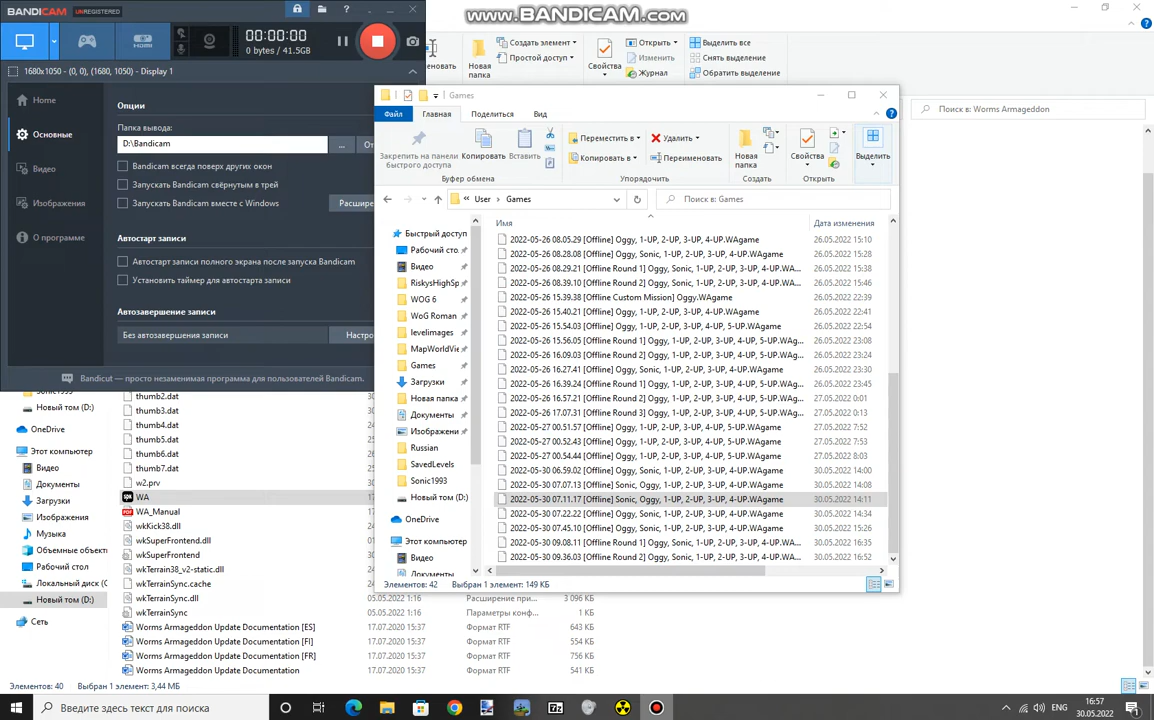 www.BANDICAM.com
BANDICAM UNREGISTERED
00:00:00
0 bytes / 41.5GB
1680x1050 - (0, 0), (1680, 1050) - Display 1
Home
Основные
Видео
Изображения
О программе
Опции
Папка вывода:
D:\Bandicam
...
От
Bandicam всегда поверх других окон
Запускать Bandicam свёрнутым в трей
Запускать Bandicam вместе с Windows
Расшире
Автостарт записи
Автостарт записи полного экрана после запуска Bandicam
Установить таймер для автостарта записи
Автозавершение записи
Без автозавершения записи
Настро
Bandicut — просто незаменимая программа для пользователей Bandicam.
еновать
Новая папка
Создать элемент
Простой доступ
Свойства
Открыть
Изменить
Журнал
Выделить все
Снять выделение
Обратить выделение
Поиск в: Worms Armageddon
Games
Файл
Главная
Поделиться
Вид
Закрепить на панели быстрого доступа
Копировать
Вставить
Буфер обмена
Переместить в
Копировать в
Удалить
Переименовать
Упорядочить
Новая папка
Создать
Свойства
Открыть
Выделить
« User › Games
Поиск в: Games
Быстрый доступ
Рабочий сто.
Видео
RiskysHighSp
WOG 6
WoG Roman
levelimages
MapWorldVie
Games
Загрузки
Новая папка
Документы
Изображени
Russian
SavedLevels
Sonic1993
Новый том (D:)
OneDrive
Этот компьютер
Видео
Документы
Имя
Дата изменения
2022-05-26 08.05.29 [Offline] Oggy, 1-UP, 2-UP, 3-UP, 4-UP.WAgame 26.05.2022 15:10
2022-05-26 08.28.08 [Offline] Oggy, Sonic, 1-UP, 2-UP, 3-UP, 4-UP.WAgame 26.05.2022 15:28
2022-05-26 08.29.21 [Offline Round 1] Oggy, Sonic, 1-UP, 2-UP, 3-UP, 4-UP.WA... 26.05.2022 15:38
2022-05-26 08.39.10 [Offline Round 2] Oggy, Sonic, 1-UP, 2-UP, 3-UP, 4-UP.WA... 26.05.2022 15:46
2022-05-26 15.39.38 [Offline Custom Mission] Oggy.WAgame 26.05.2022 22:39
2022-05-26 15.40.21 [Offline] Oggy, 1-UP, 2-UP, 3-UP, 4-UP.WAgame 26.05.2022 22:41
2022-05-26 15.54.03 [Offline] Oggy, 1-UP, 2-UP, 3-UP, 4-UP, 5-UP.WAgame 26.05.2022 22:54
2022-05-26 15.56.05 [Offline Round 1] Oggy, 1-UP, 2-UP, 3-UP, 4-UP, 5-UP.WAg... 26.05.2022 23:08
2022-05-26 16.09.03 [Offline Round 2] Oggy, 1-UP, 2-UP, 3-UP, 4-UP, 5-UP.WAg... 26.05.2022 23:24
2022-05-26 16.27.41 [Offline] Oggy, 1-UP, 2-UP, 3-UP, 4-UP, 5-UP.WAgame 26.05.2022 23:30
2022-05-26 16.39.24 [Offline Round 1] Oggy, 1-UP, 2-UP, 3-UP, 4-UP, 5-UP.WAg... 26.05.2022 23:45
2022-05-26 16.57.21 [Offline Round 2] Oggy, 1-UP, 2-UP, 3-UP, 4-UP, 5-UP.WAg... 27.05.2022 0:01
2022-05-26 17.07.31 [Offline Round 3] Oggy, 1-UP, 2-UP, 3-UP, 4-UP, 5-UP.WAg... 27.05.2022 0:13
2022-05-27 00.51.57 [Offline] Oggy, Sonic, 1-UP, 2-UP, 3-UP, 4-UP.WAgame 27.05.2022 7:52
2022-05-27 00.52.43 [Offline] Oggy, Sonic, 1-UP, 2-UP, 3-UP, 4-UP.WAgame 27.05.2022 7:53
2022-05-27 00.54.44 [Offline] Oggy, Sonic, 1-UP, 2-UP, 3-UP, 4-UP.WAgame 27.05.2022 8:00
2022-05-30 06.59.02 [Offline] Oggy, Sonic, 1-UP, 2-UP, 3-UP, 4-UP.WAgame 30.05.2022 14:00
2022-05-30 07.07.13 [Offline] Oggy, Sonic, 1-UP, 2-UP, 3-UP, 4-UP.WAgame 30.05.2022 14:08
2022-05-30 07.11.17 [Offline] Sonic, Oggy, 1-UP, 2-UP, 3-UP, 4-UP.WAgame 30.05.2022 14:11
2022-05-30 07.22.22 [Offline] Oggy, Sonic, 1-UP, 2-UP, 3-UP, 4-UP.WAgame 30.05.2022 14:34
2022-05-30 07.45.10 [Offline] Oggy, Sonic, 1-UP, 2-UP, 3-UP, 4-UP.WAgame 30.05.2022 15:26
2022-05-30 09.08.11 [Offline Round 1] Oggy, Sonic, 1-UP, 2-UP, 3-UP, 4-UP.WA... 30.05.2022 16:35
2022-05-30 09.36.03 [Offline Round 2] Oggy, Sonic, 1-UP, 2-UP, 3-UP, 4-UP.WA... 30.05.2022 16:52
Элементов: 42 Выбран 1 элемент: 149 КБ
Sonic1993
Новый том (D:)
OneDrive
Этот компьютер
Видео
Документы
Загрузки
Изображения
Музыка
Объемные объект
Рабочий стол
Локальный диск (
Новый том (D:)
Сеть
thumb2.dat
thumb3.dat
thumb4.dat
thumb5.dat
thumb6.dat
thumb7.dat
w2.prv
WA
WA_Manual
wkKick38.dll
wkSuperFrontend.dll
wkSuperFrontend
wkTerrain38_v2-static.dll
wkTerrainSync.cache
wkTerrainSync.dll 05.05.2022 1:16 Расширение при... 3 096 КБ
wkTerrainSync 05.05.2022 1:16 Параметры конф... 1 КБ
Worms Armageddon Update Documentation [ES] 17.07.2020 15:37 Формат RTF 643 КБ
Worms Armageddon Update Documentation [FI] 17.07.2020 15:37 Формат RTF 554 КБ
Worms Armageddon Update Documentation [FR] 17.07.2020 15:37 Формат RTF 756 КБ
Worms Armageddon Update Documentation 17.07.2020 15:37 Формат RTF 541 КБ
Элементов: 40 Выбран 1 элемент: 3,44 МБ
Введите здесь текст для поиска
ENG
16:57
30.05.2022